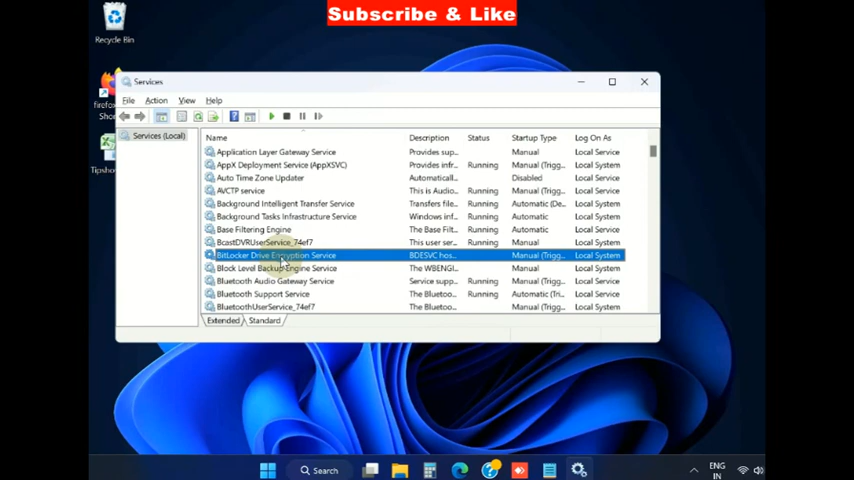 Subscribe & Like
Recycle Bin
firefox
Shor
Tipsho
Services
File Action View Help
Services (Local)
Name Description Status Startup Type Log On As
Application Layer Gateway Service Provides sup... Manual Local Service
AppX Deployment Service (AppXSVC) Provides infr... Running Manual (Trigg... Local System
Auto Time Zone Updater Automaticall... Disabled Local Service
AVCTP service This is Audio... Running Manual (Trigg... Local Service
Background Intelligent Transfer Service Transfers file... Running Automatic (De... Local System
Background Tasks Infrastructure Service Windows inf... Running Automatic Local System
Base Filtering Engine The Base Filt... Running Automatic Local Service
BcastDVRUserService_74ef7 This user ser... Running Manual Local System
BitLocker Drive Encryption Service BDESVC hos... Manual (Trigg... Local System
Block Level Backup Engine Service The WBENGI... Manual Local System
Bluetooth Audio Gateway Service Service supp... Running Manual (Trigg... Local Service
Bluetooth Support Service The Bluetoo... Running Automatic (Tri... Local Service
BluetoothUserService_74ef7 The Bluetoo... Running Manual (Trigg... Local System
Extended Standard
Search
ENG
IN